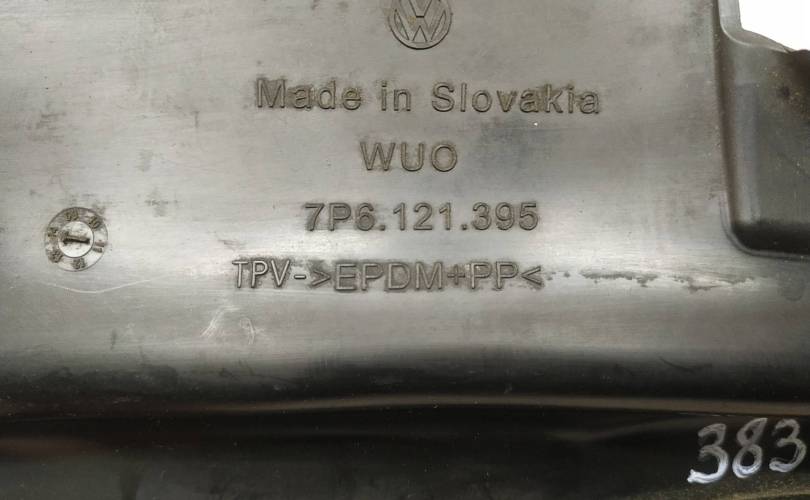 Made in Slovakia
WUO
7P6.121.395
TPV->EPDM+PP<
383